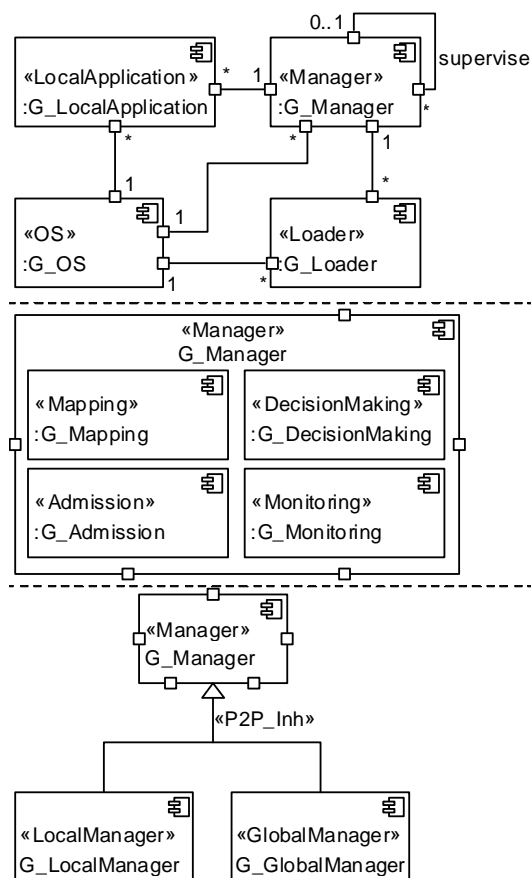 0..1
«LocalApplication»
:G_LocalApplication
*
1
«Manager»
:G_Manager
supervise
*
*
*
1
1
1
*
«OS»
:G_OS
1
*
«Loader»
:G_Loader
«Manager»
G_Manager
«Mapping»
:G_Mapping
«DecisionMaking»
:G_DecisionMaking
«Admission»
:G_Admission
«Monitoring»
:G_Monitoring
«Manager»
G_Manager
«P2P_Inh»
«LocalManager»
G_LocalManager
«GlobalManager»
G_GlobalManager